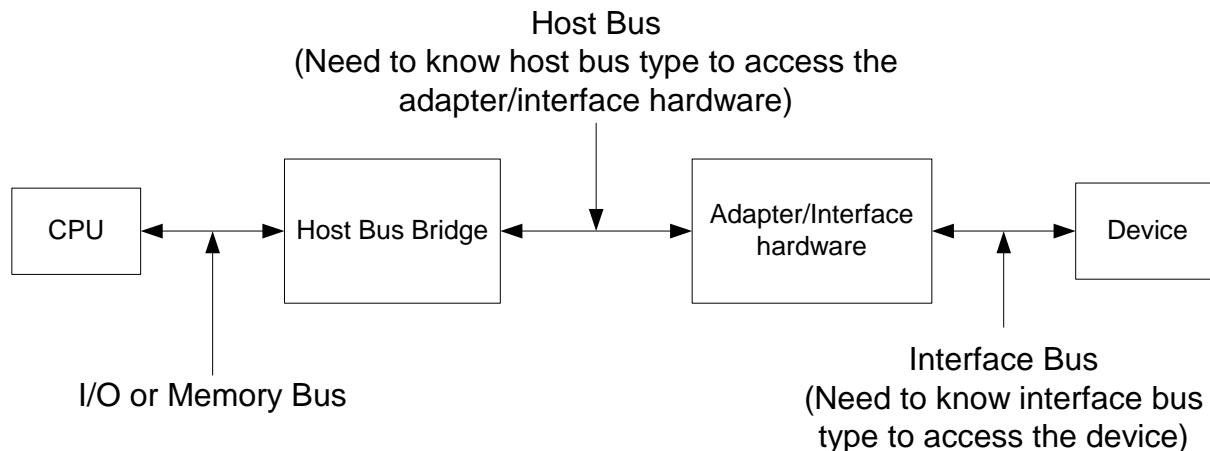 Host Bus
(Need to know host bus type to access the
adapter/interface hardware)
CPU
Host Bus Bridge
Adapter/Interface
hardware
Device
I/O or Memory Bus
Interface Bus
(Need to know interface bus
type to access the device)